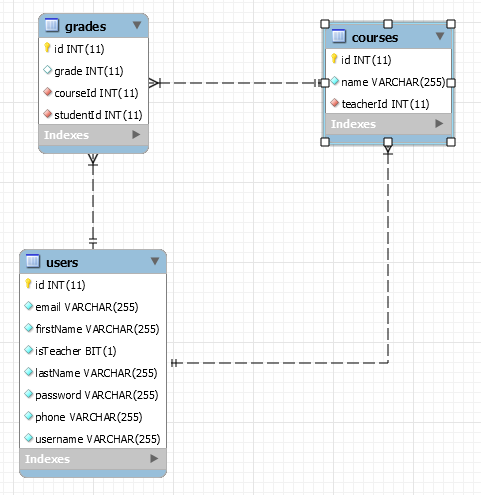 grades
id INT(11)
grade INT(11)
courseId INT(11)
studentId INT(11)
Indexes
courses
id INT(11)
name VARCHAR(255)
teacherId INT(11)
Indexes
users
id INT(11)
email VARCHAR(255)
firstName VARCHAR(255)
isTeacher BIT(1)
lastName VARCHAR(255)
password VARCHAR(255)
phone VARCHAR(255)
username VARCHAR(255)
Indexes